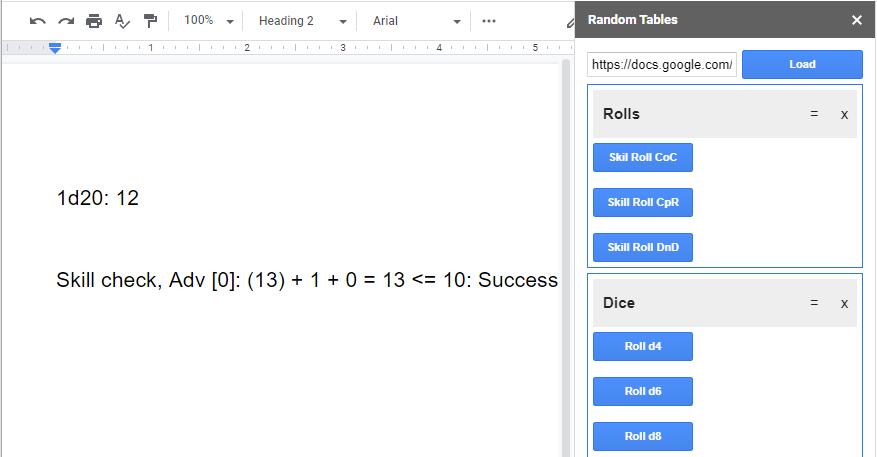 100% Heading 2 Arial
Random Tables ×
1 2 3 4 5
https://docs.google.com/ Load
1d20: 12
Skill check, Adv [0]: (13) + 1 + 0 = 13 <= 10: Success
Rolls = x
Skil Roll CoC
Skill Roll CpR
Skill Roll DnD
Dice = x
Roll d4
Roll d6
Roll d8